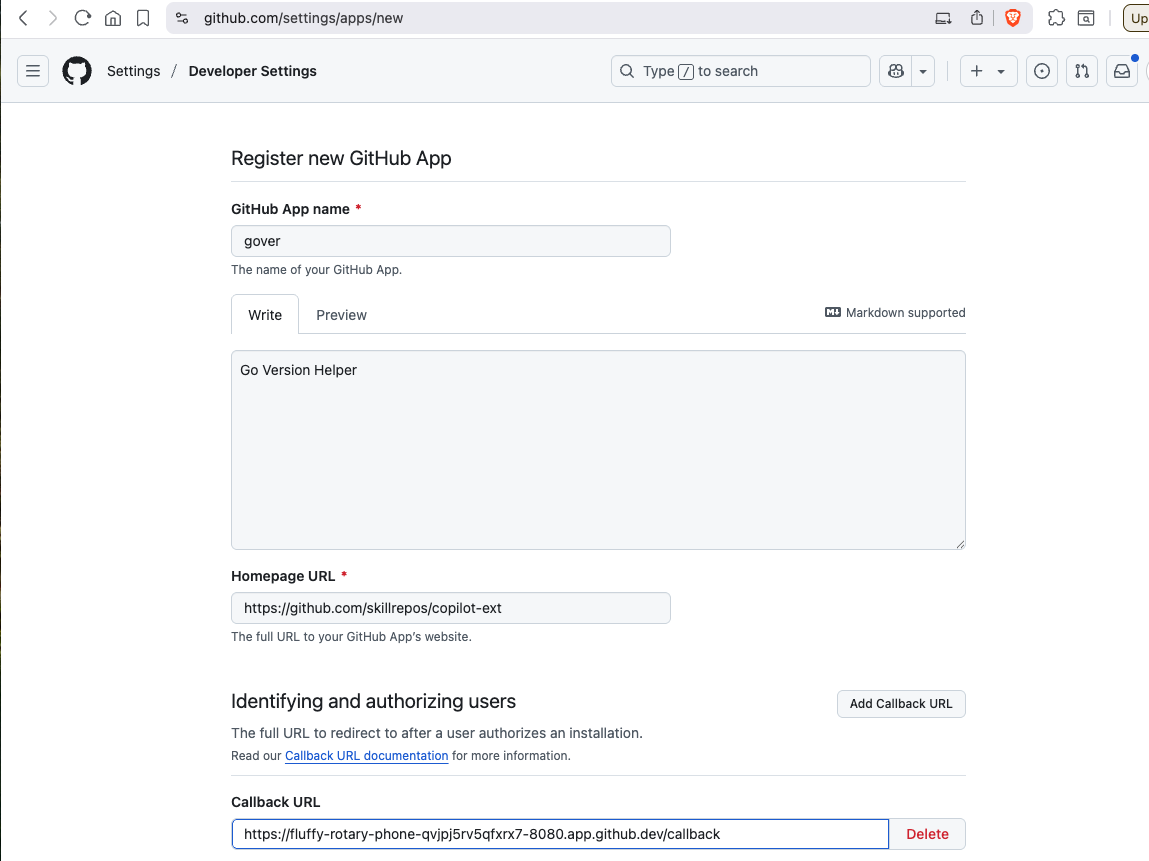 github.com/settings/apps/new
Up
Settings / Developer Settings
Type / to search
Register new GitHub App
GitHub App name *
gover
The name of your GitHub App.
Write Preview Markdown supported
Go Version Helper
Homepage URL *
https://github.com/skillrepos/copilot-ext
The full URL to your GitHub App's website.
Identifying and authorizing users
Add Callback URL
The full URL to redirect to after a user authorizes an installation.
Read our Callback URL documentation for more information.
Callback URL
https://fluffy-rotary-phone-qvjpj5rv5qfxrx7-8080.app.github.dev/callback
Delete